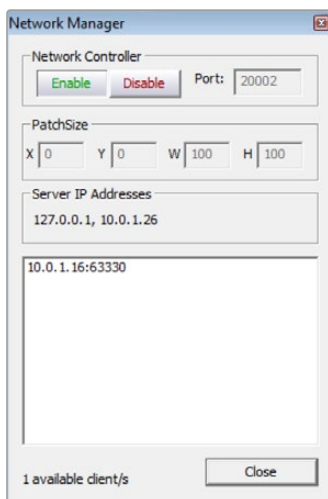 Network Manager
Network Controller
Enable Disable Port: 20002
PatchSize
X 0 Y 0 W 100 H 100
Server IP Addresses
127.0.0.1, 10.0.1.26
10.0.1.16:63330
1 available client/s
Close